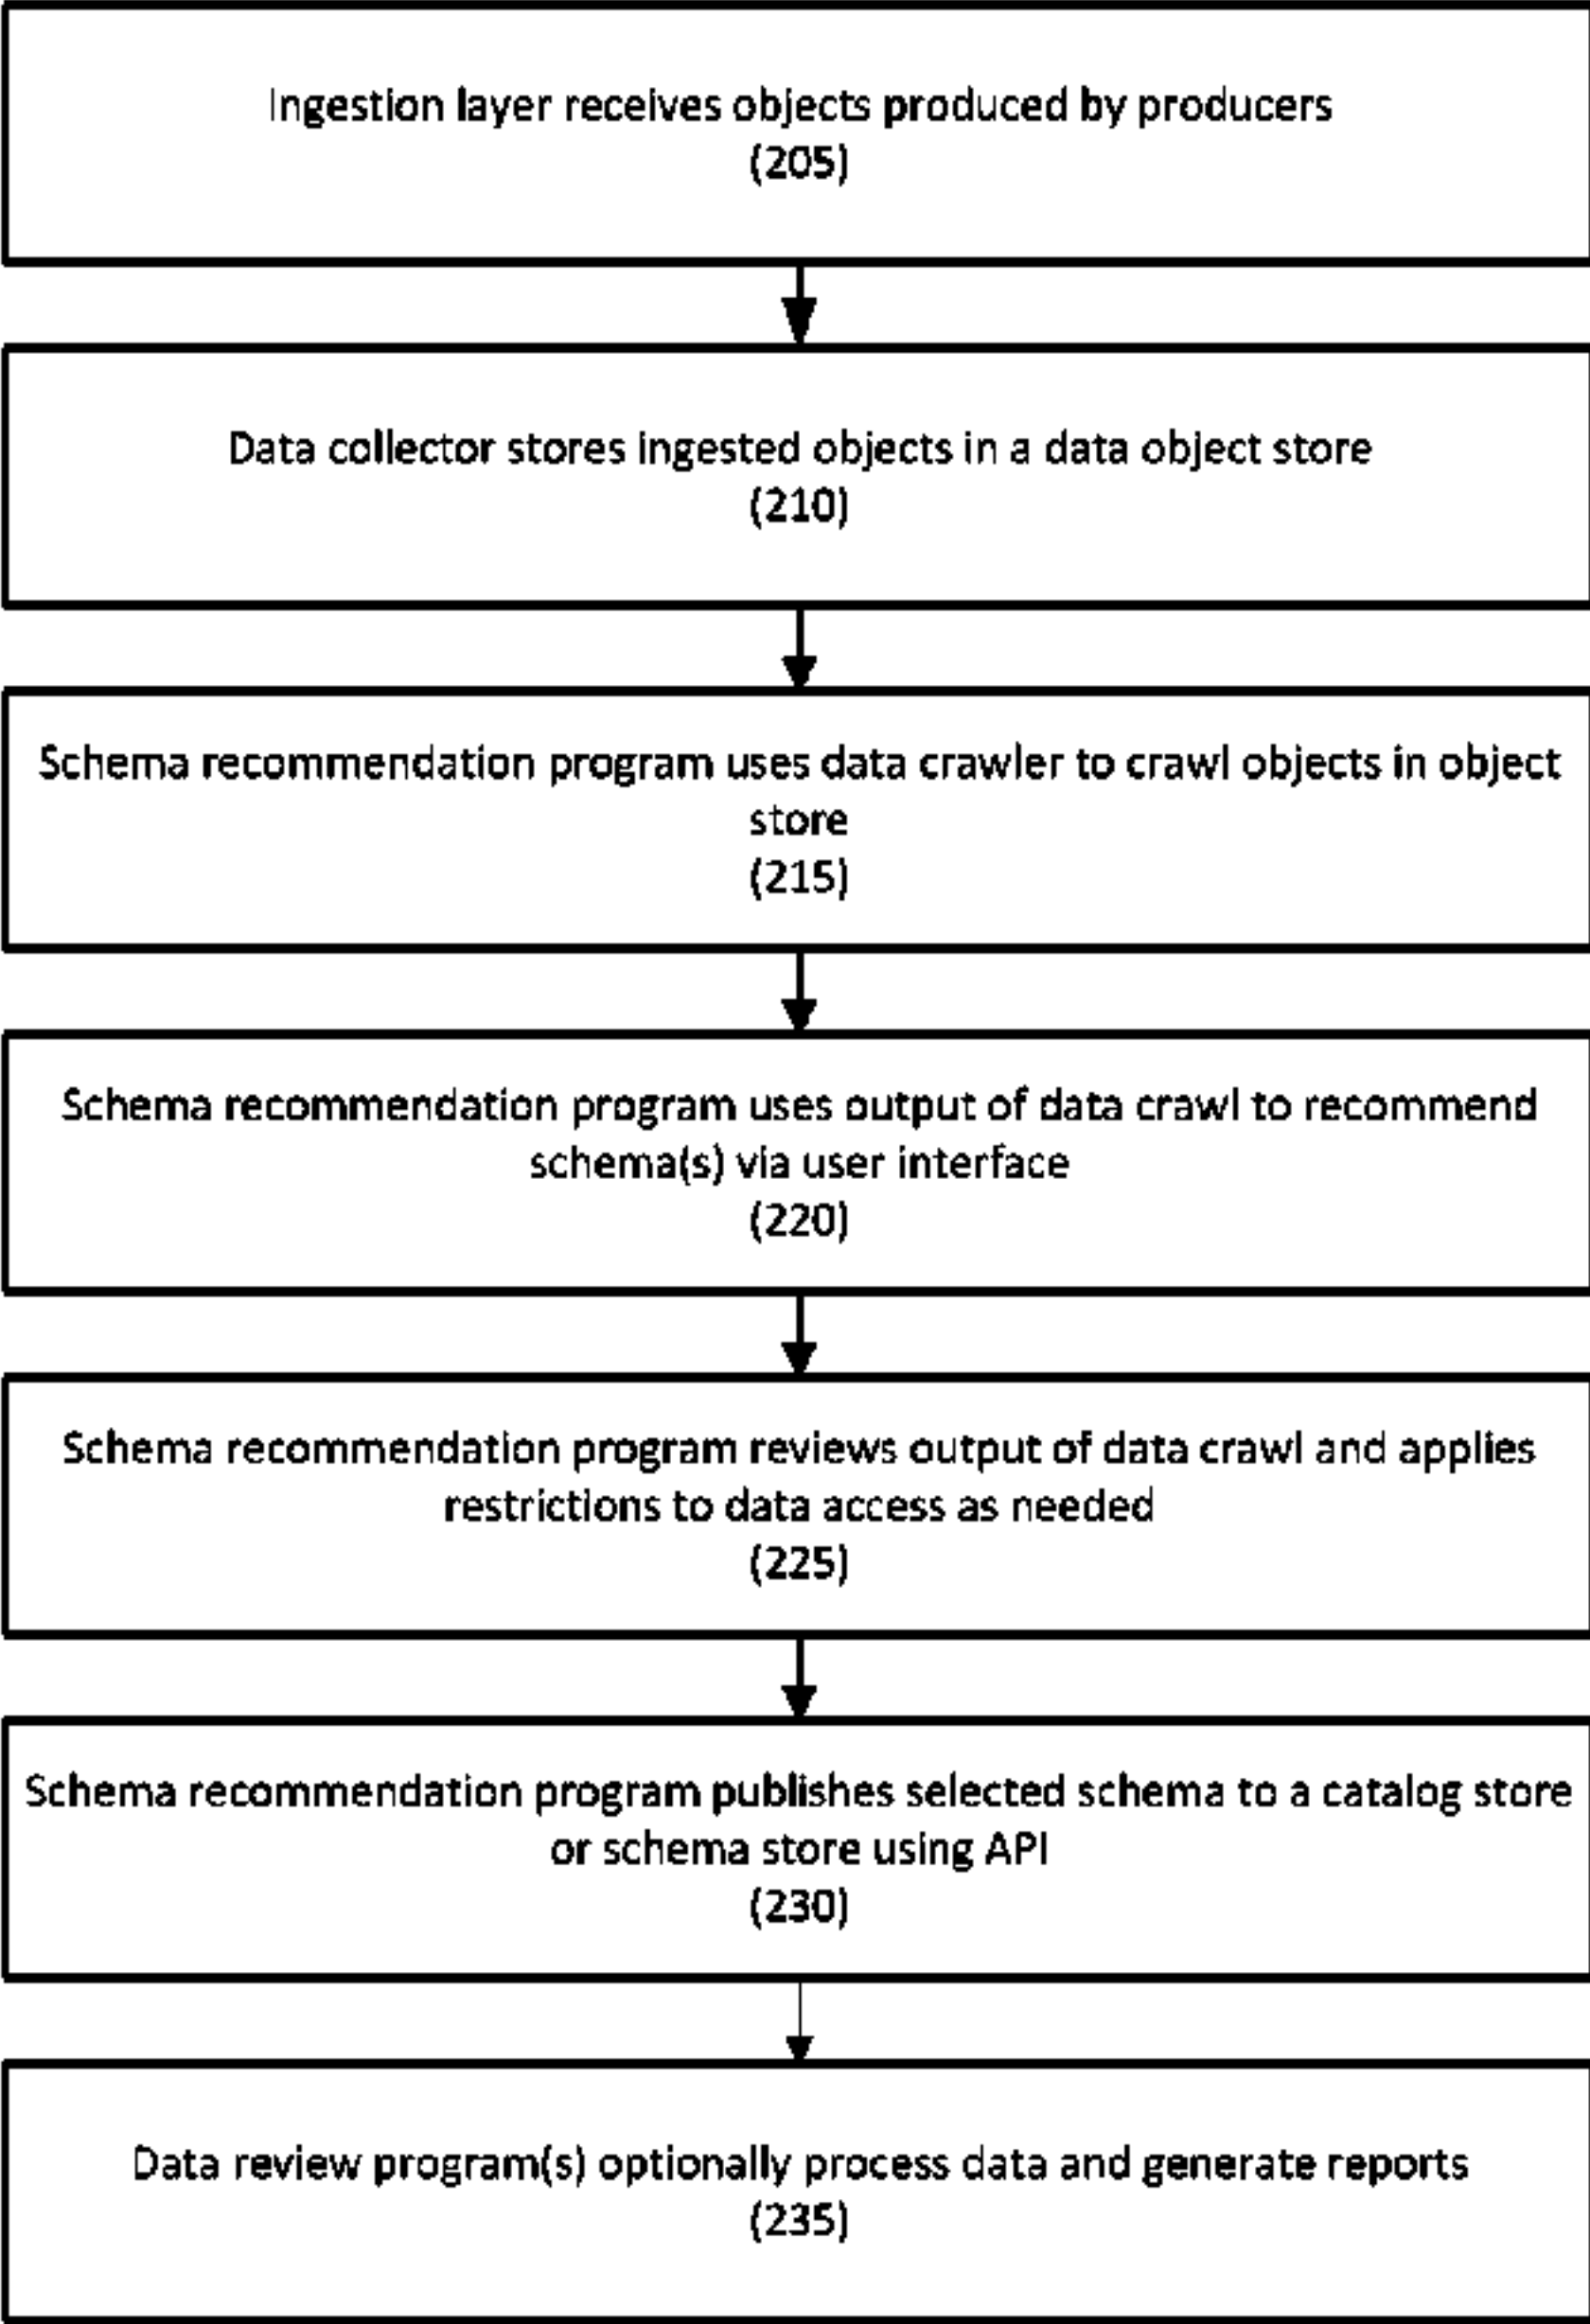 Ingestion layer receives objects produced by producers
(205)
Data collector stores ingested objects in a data object store
(210)
Schema recommendation program uses data crawler to crawl objects in object
store
(215)
Schema recommendation program uses output of data crawl to recommend
schema(s) via user interface
(220)
Schema recommendation program reviews output of data crawl and applies
restrictions to data access as needed
(225)
Schema recommendation program publishes selected schema to a catalog store
or schema store using API
(230)
Data review program(s) optionally process data and generate reports
(235)